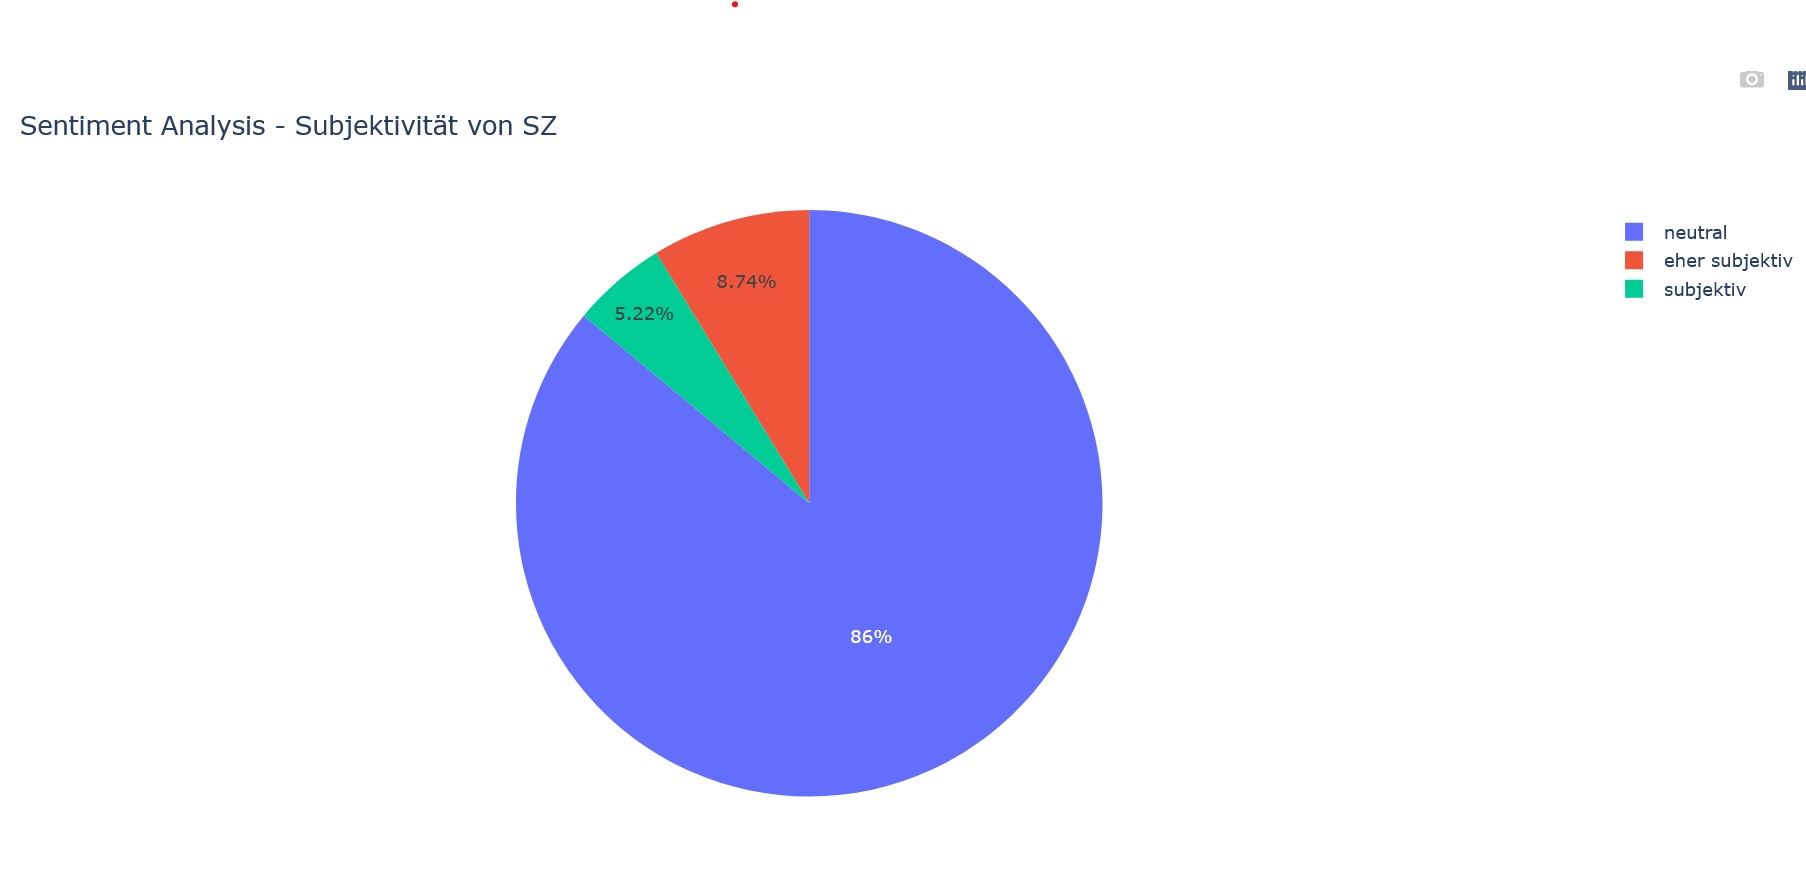 Sentiment Analysis - Subjektivität von SZ
neutral
eher subjektiv
subjektiv
8.74%
5.22%
86%